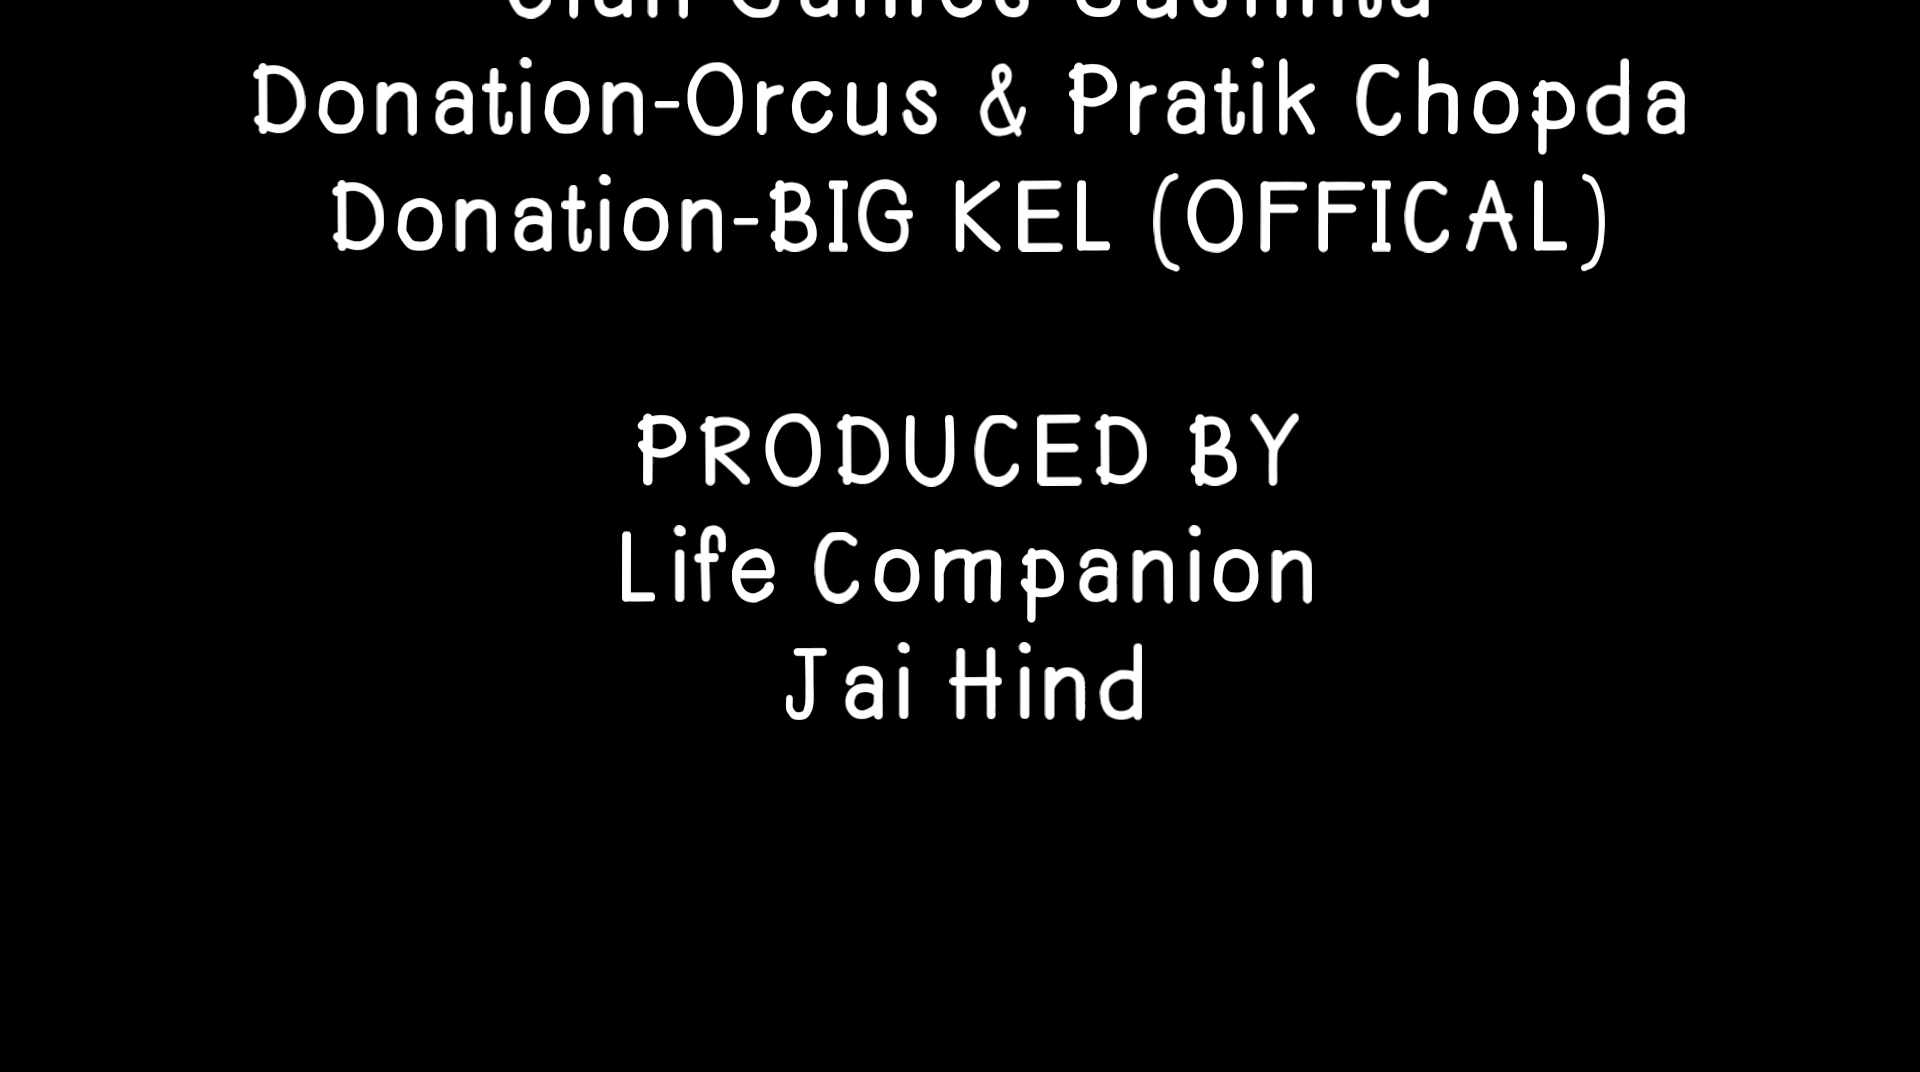 Donation-Orcus & Pratik Chopda
Donation-BIG KEL (OFFICAL)
PRODUCED BY
Life Companion
Jai Hind